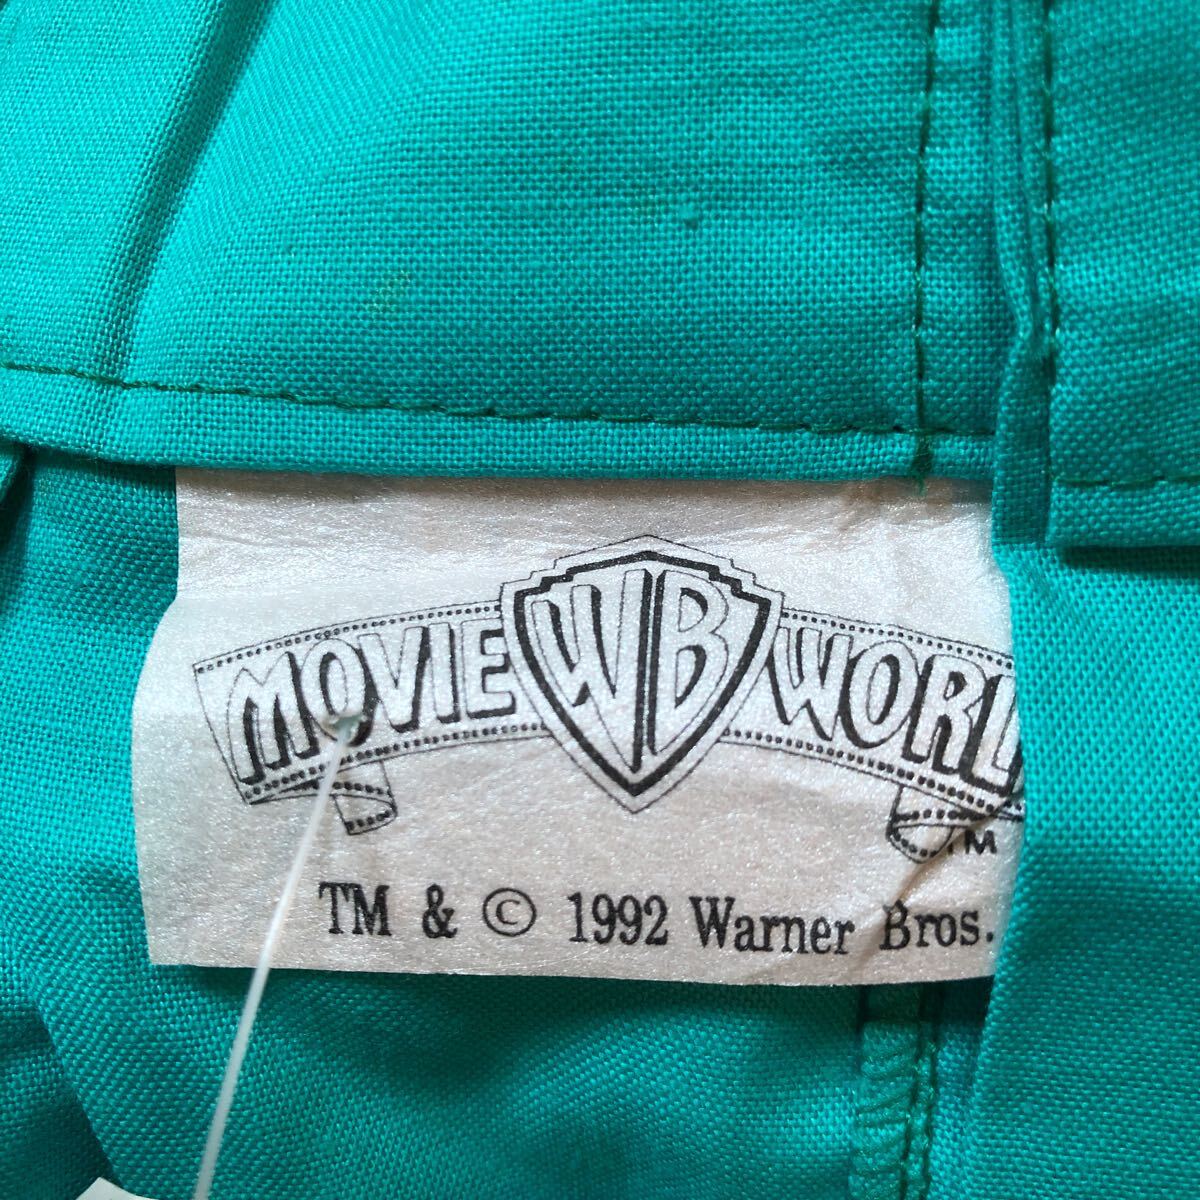 MOVIE WB WORL
TM
TM & © 1992 Warner Bros.